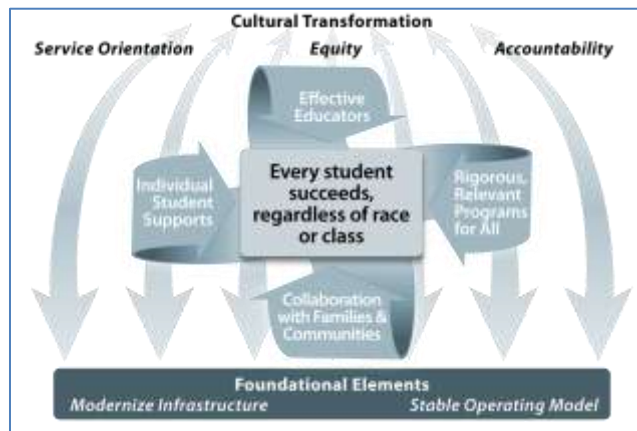 Cultural Transformation
Service Orientation Equity Accountability
Effective
Educators
Individual
Student
Supports
Every student
succeeds,
regardless of race
or class
Rigorous,
Relevant
Programs
for All
Collaboration
with Families &
Communities
Foundational Elements
Modernize Infrastructure Stable Operating Model